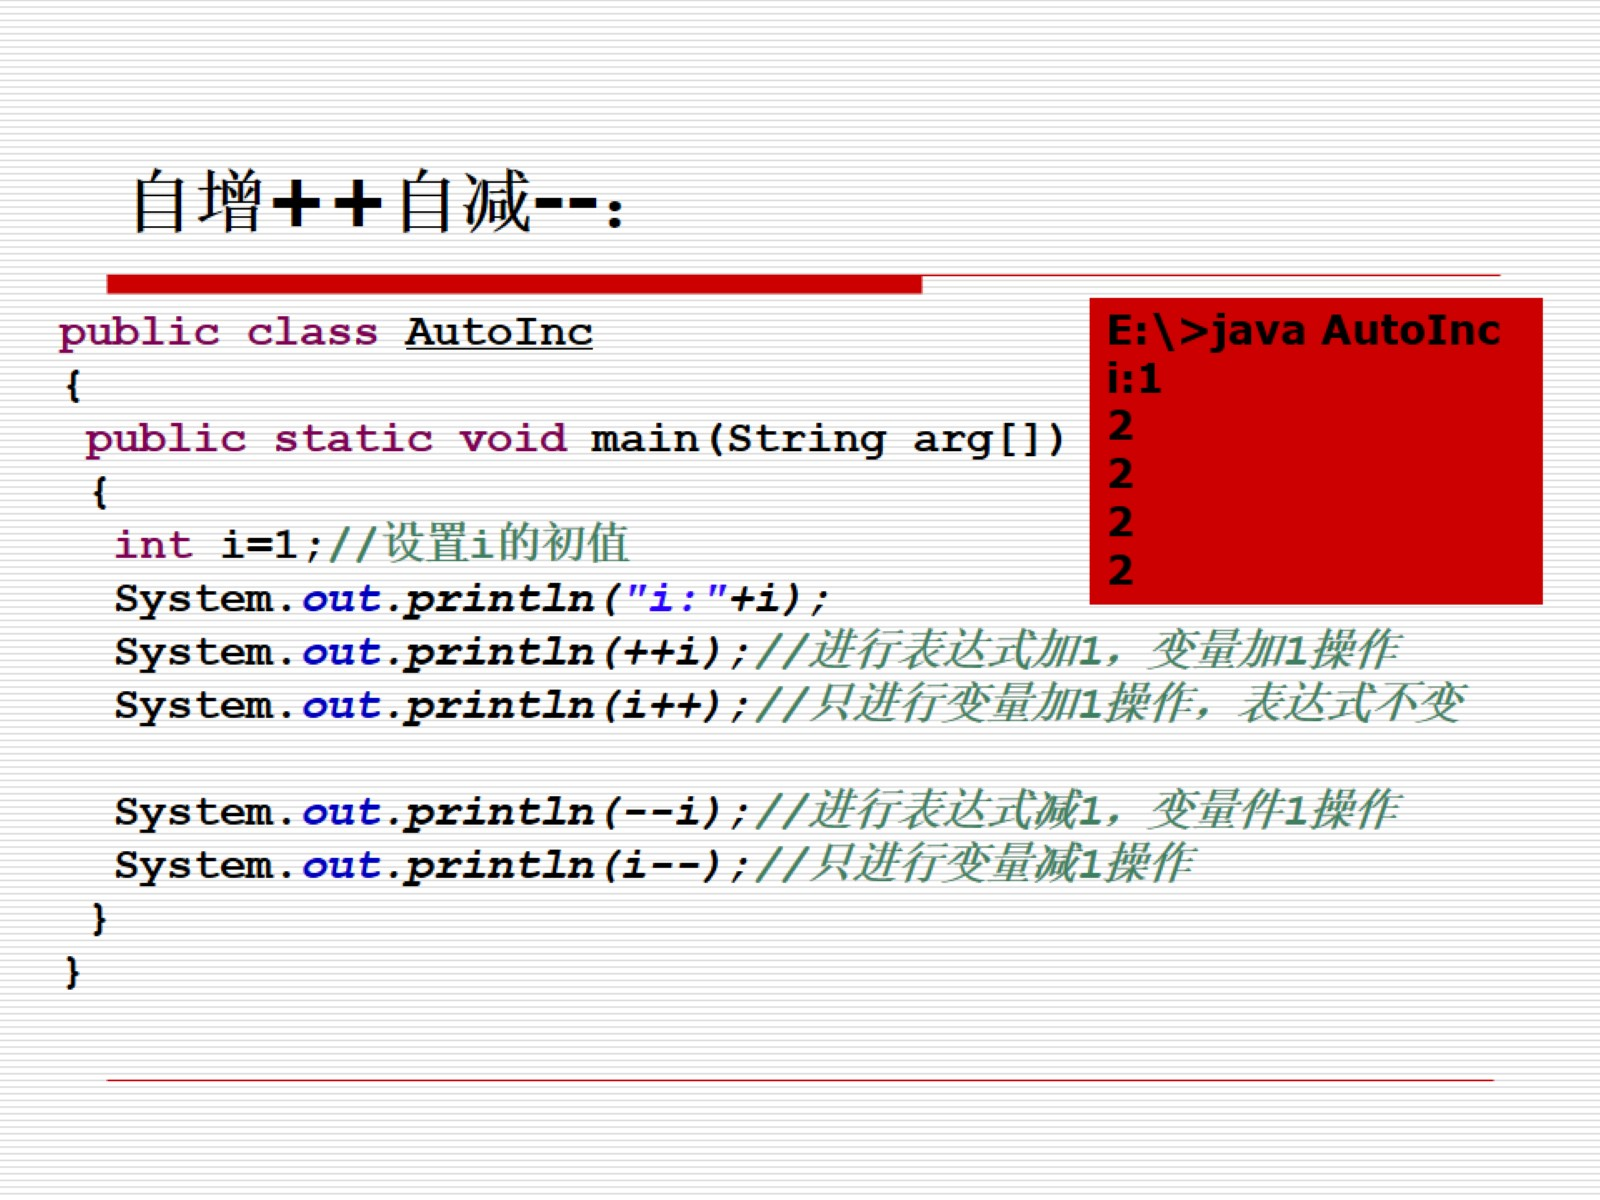 自增++自减--：
public class AutoInc
{
public static void main(String arg[])
{
int i=1;//设置i的初值
System.out.println("i:"+i);
System.out.println(++i);//进行表达式加1，变量加1操作
System.out.println(i++);//只进行变量加1操作，表达式不变
System.out.println(--i);//进行表达式减1，变量件1操作
System.out.println(i--);//只进行变量减1操作
}
}
E:\>java AutoInc
i:1
2
2
2
2